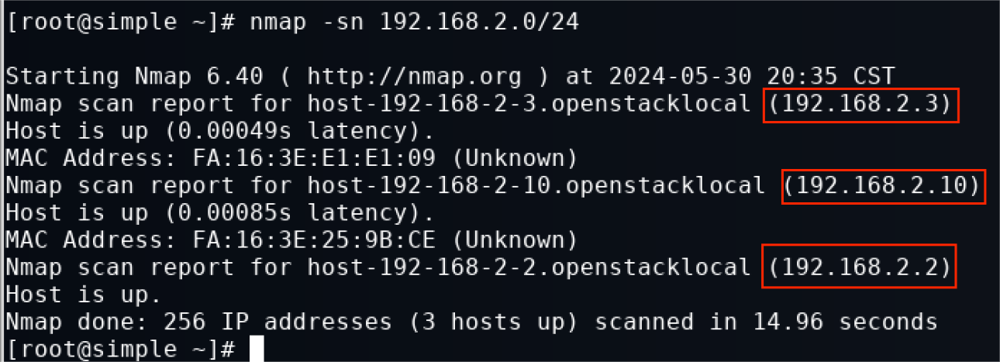 [root@simple ~]# nmap -sn 192.168.2.0/24
Starting Nmap 6.40 ( http://nmap.org ) at 2024-05-30 20:35 CST
Nmap scan report for host-192-168-2-3.openstacklocal (192.168.2.3)
Host is up (0.00049s latency).
MAC Address: FA:16:3E:E1:E1:09 (Unknown)
Nmap scan report for host-192-168-2-10.openstacklocal (192.168.2.10)
Host is up (0.00085s latency).
MAC Address: FA:16:3E:25:9B:CE (Unknown)
Nmap scan report for host-192-168-2-2.openstacklocal (192.168.2.2)
Host is up.
Nmap done: 256 IP addresses (3 hosts up) scanned in 14.96 seconds
[root@simple ~]#